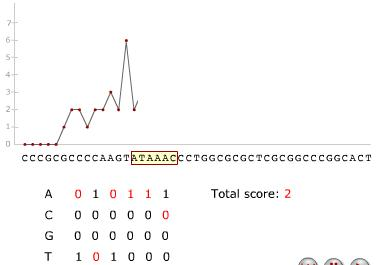 7
6
5
4
3
2
1
0
CCCGCGCCCCAAGTATAAACCCTGGCGCGCTCGCGGCCCGGCACT
A 0 1 0 1 1 1 Total score: 2
C 0 0 0 0 0 0
G 0 0 0 0 0 0
T 1 0 1 0 0 0